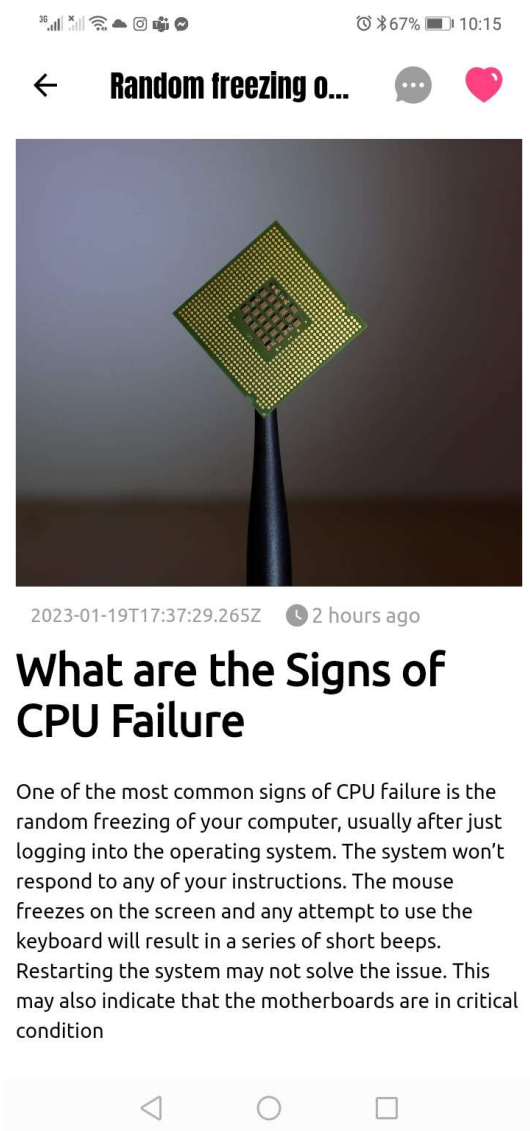 3G 67% 10:15
Random freezing o...
2023-01-19T17:37:29.265Z 2 hours ago
What are the Signs of
CPU Failure
One of the most common signs of CPU failure is the
random freezing of your computer, usually after just
logging into the operating system. The system won’t
respond to any of your instructions. The mouse
freezes on the screen and any attempt to use the
keyboard will result in a series of short beeps.
Restarting the system may not solve the issue. This
may also indicate that the motherboards are in critical
condition